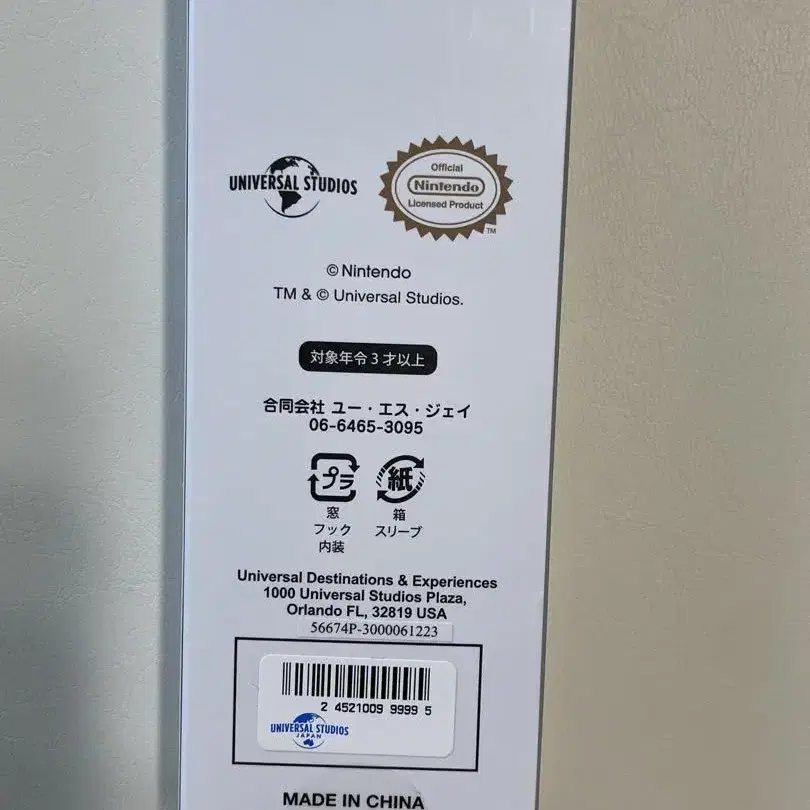 UNIVERSAL STUDIOS
Official
Nintendo
Licensed Product
TM
© Nintendo
TM & © Universal Studios.
対象年令3才以上
合同会社 ユー・エス・ジェイ
06-6465-3095
プラ 紙
窓 箱
フック スリーブ
内装
Universal Destinations & Experiences
1000 Universal Studios Plaza,
Orlando FL, 32819 USA
56674P-3000061223
2 4521009 9999 5
UNIVERSAL STUDIOS
JAPAN
MADE IN CHINA